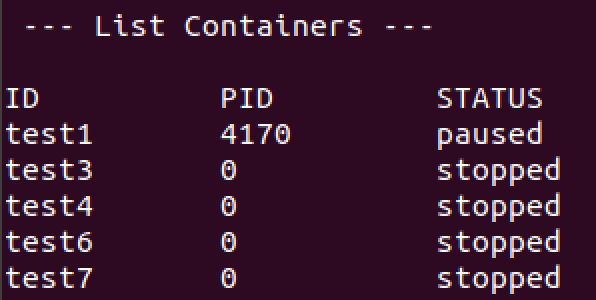 --- List Containers ---
ID PID STATUS
test1 4170 paused
test3 0 stopped
test4 0 stopped
test6 0 stopped
test7 0 stopped